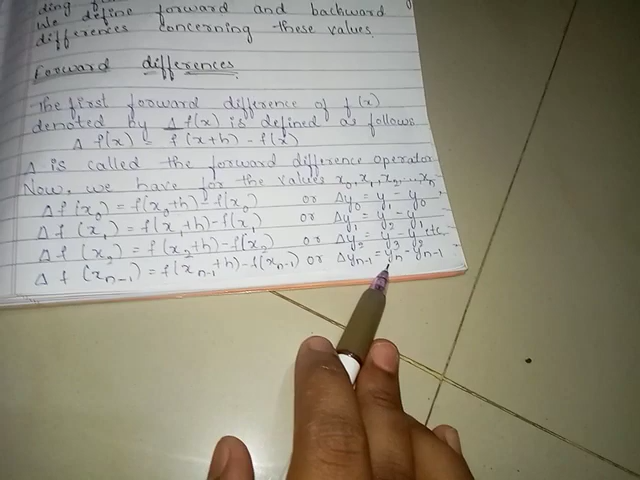 We define forward and backward
differences concerning these values.
Forward differences
The first forward difference of f(x)
denoted by Δ f(x) is defined as follows
Δ f(x) = f(x+h) - f(x)
Δ is called the forward difference operator
Now, we have for the values x₀, x₁, x₂, ..., xₙ
Δf(x₀) = f(x₀+h) - f(x₀) or Δy₀ = y₁ - y₀
Δf(x₁) = f(x₁+h) - f(x₁) or Δy₁ = y₂ - y₁
Δf(x₂) = f(x₂+h) - f(x₂) or Δy₂ = y₃ - y₂ etc.
Δ f(xₙ₋₁) = f(xₙ₋₁+h) - f(xₙ₋₁) or Δyₙ₋₁ = yₙ - yₙ₋₁